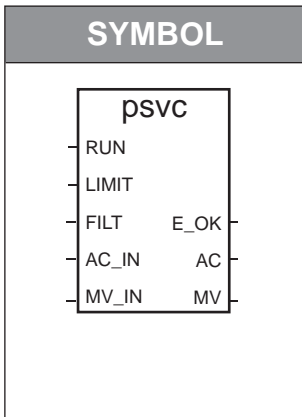 SYMBOL
psvc
RUN
LIMIT
FILT E_OK
AC_IN AC
MV_IN MV